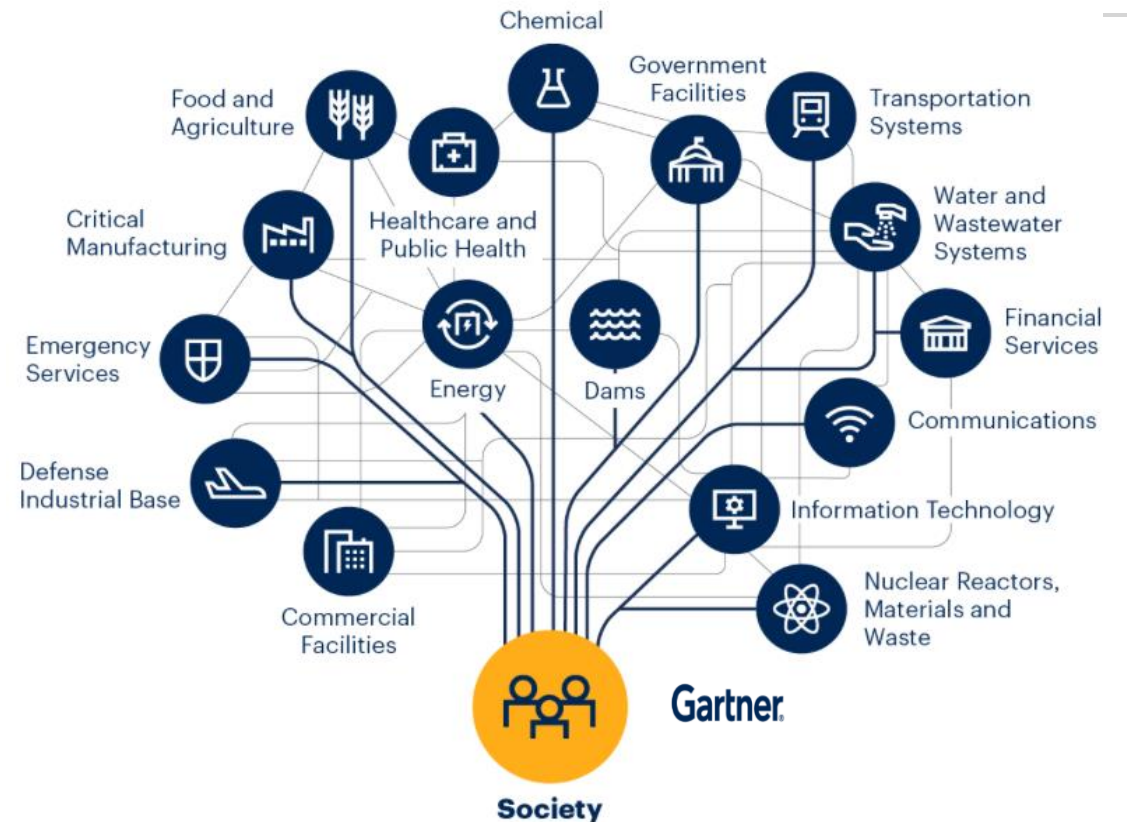 Chemical
Government
Facilities
Food and
Agriculture
Transportation
Systems
Water and
Wastewater
Systems
Critical
Manufacturing
Healthcare and
Public Health
Financial
Services
Emergency
Services
Energy
Dams
Communications
Defense
Industrial Base
Information Technology
Nuclear Reactors,
Materials and
Waste
Commercial
Facilities
Gartner®
Society